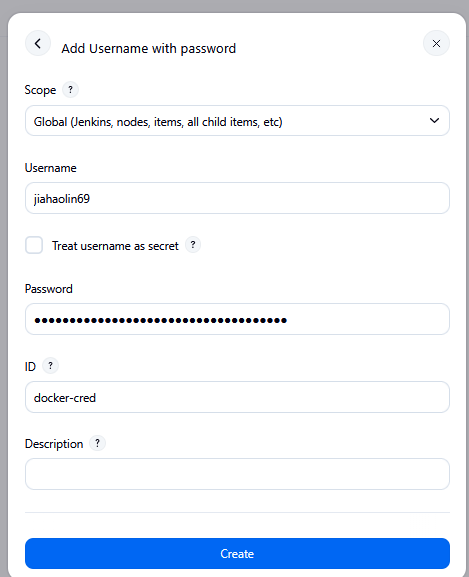 Add Username with password
Scope ?
Global (Jenkins, nodes, items, all child items, etc)
Username
jiahaolin69
Treat username as secret ?
Password
••••••••••••••••••••••••••••••••••••
ID ?
docker-cred
Description ?
Create